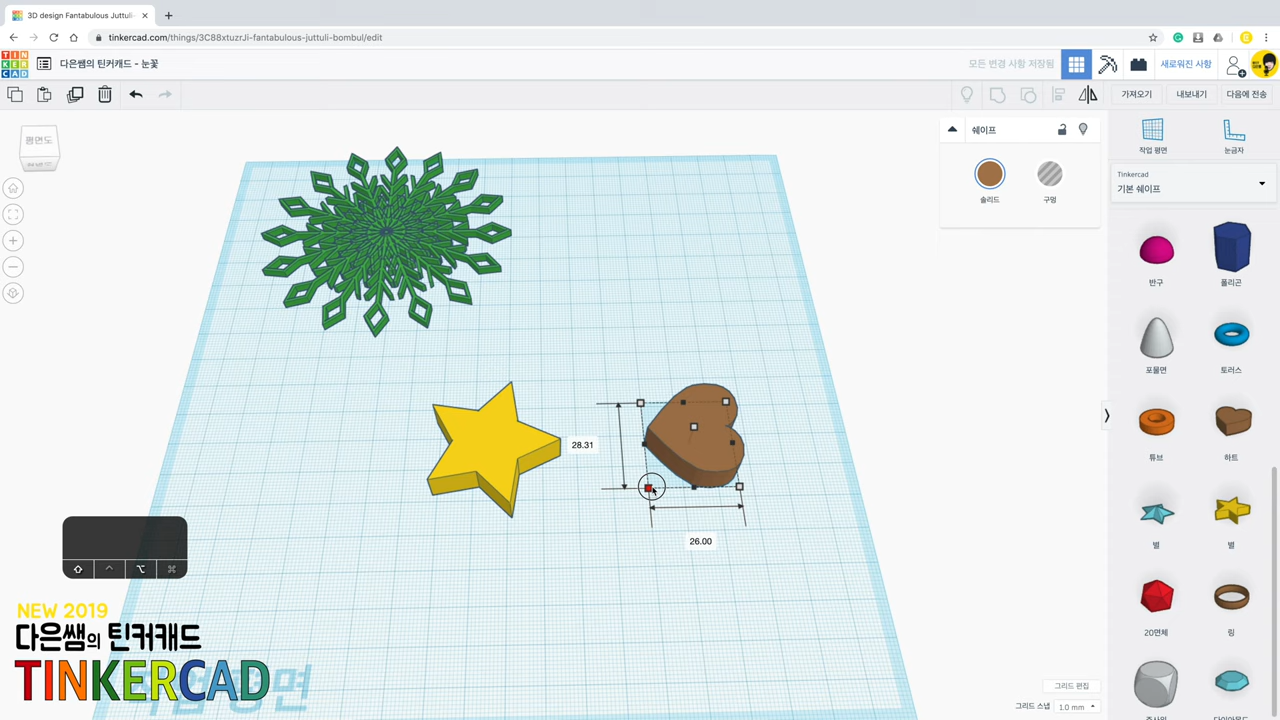 3D design Fantabulous Juttuli-
tinkercad.com/things/3C88xtuzrJi-fantabulous-juttuli-bombul/edit
TIN
KER
CAD
다은쌤의 틴커캐드 - 눈꽃
모든 변경 사항 저장됨
새로워진 사항
가져오기
내보내기
다음에 전송
평면도
쉐이프
솔리드
구멍
작업 평면
눈금자
Tinkercad
기본 쉐이프
반구
폴리곤
포물면
토러스
튜브
하트
별
별
20면체
링
28.31
26.00
NEW 2019
다은쌤의 틴커캐드
TINKERCAD
그리드 편집
그리드 스냅
1.0 mm